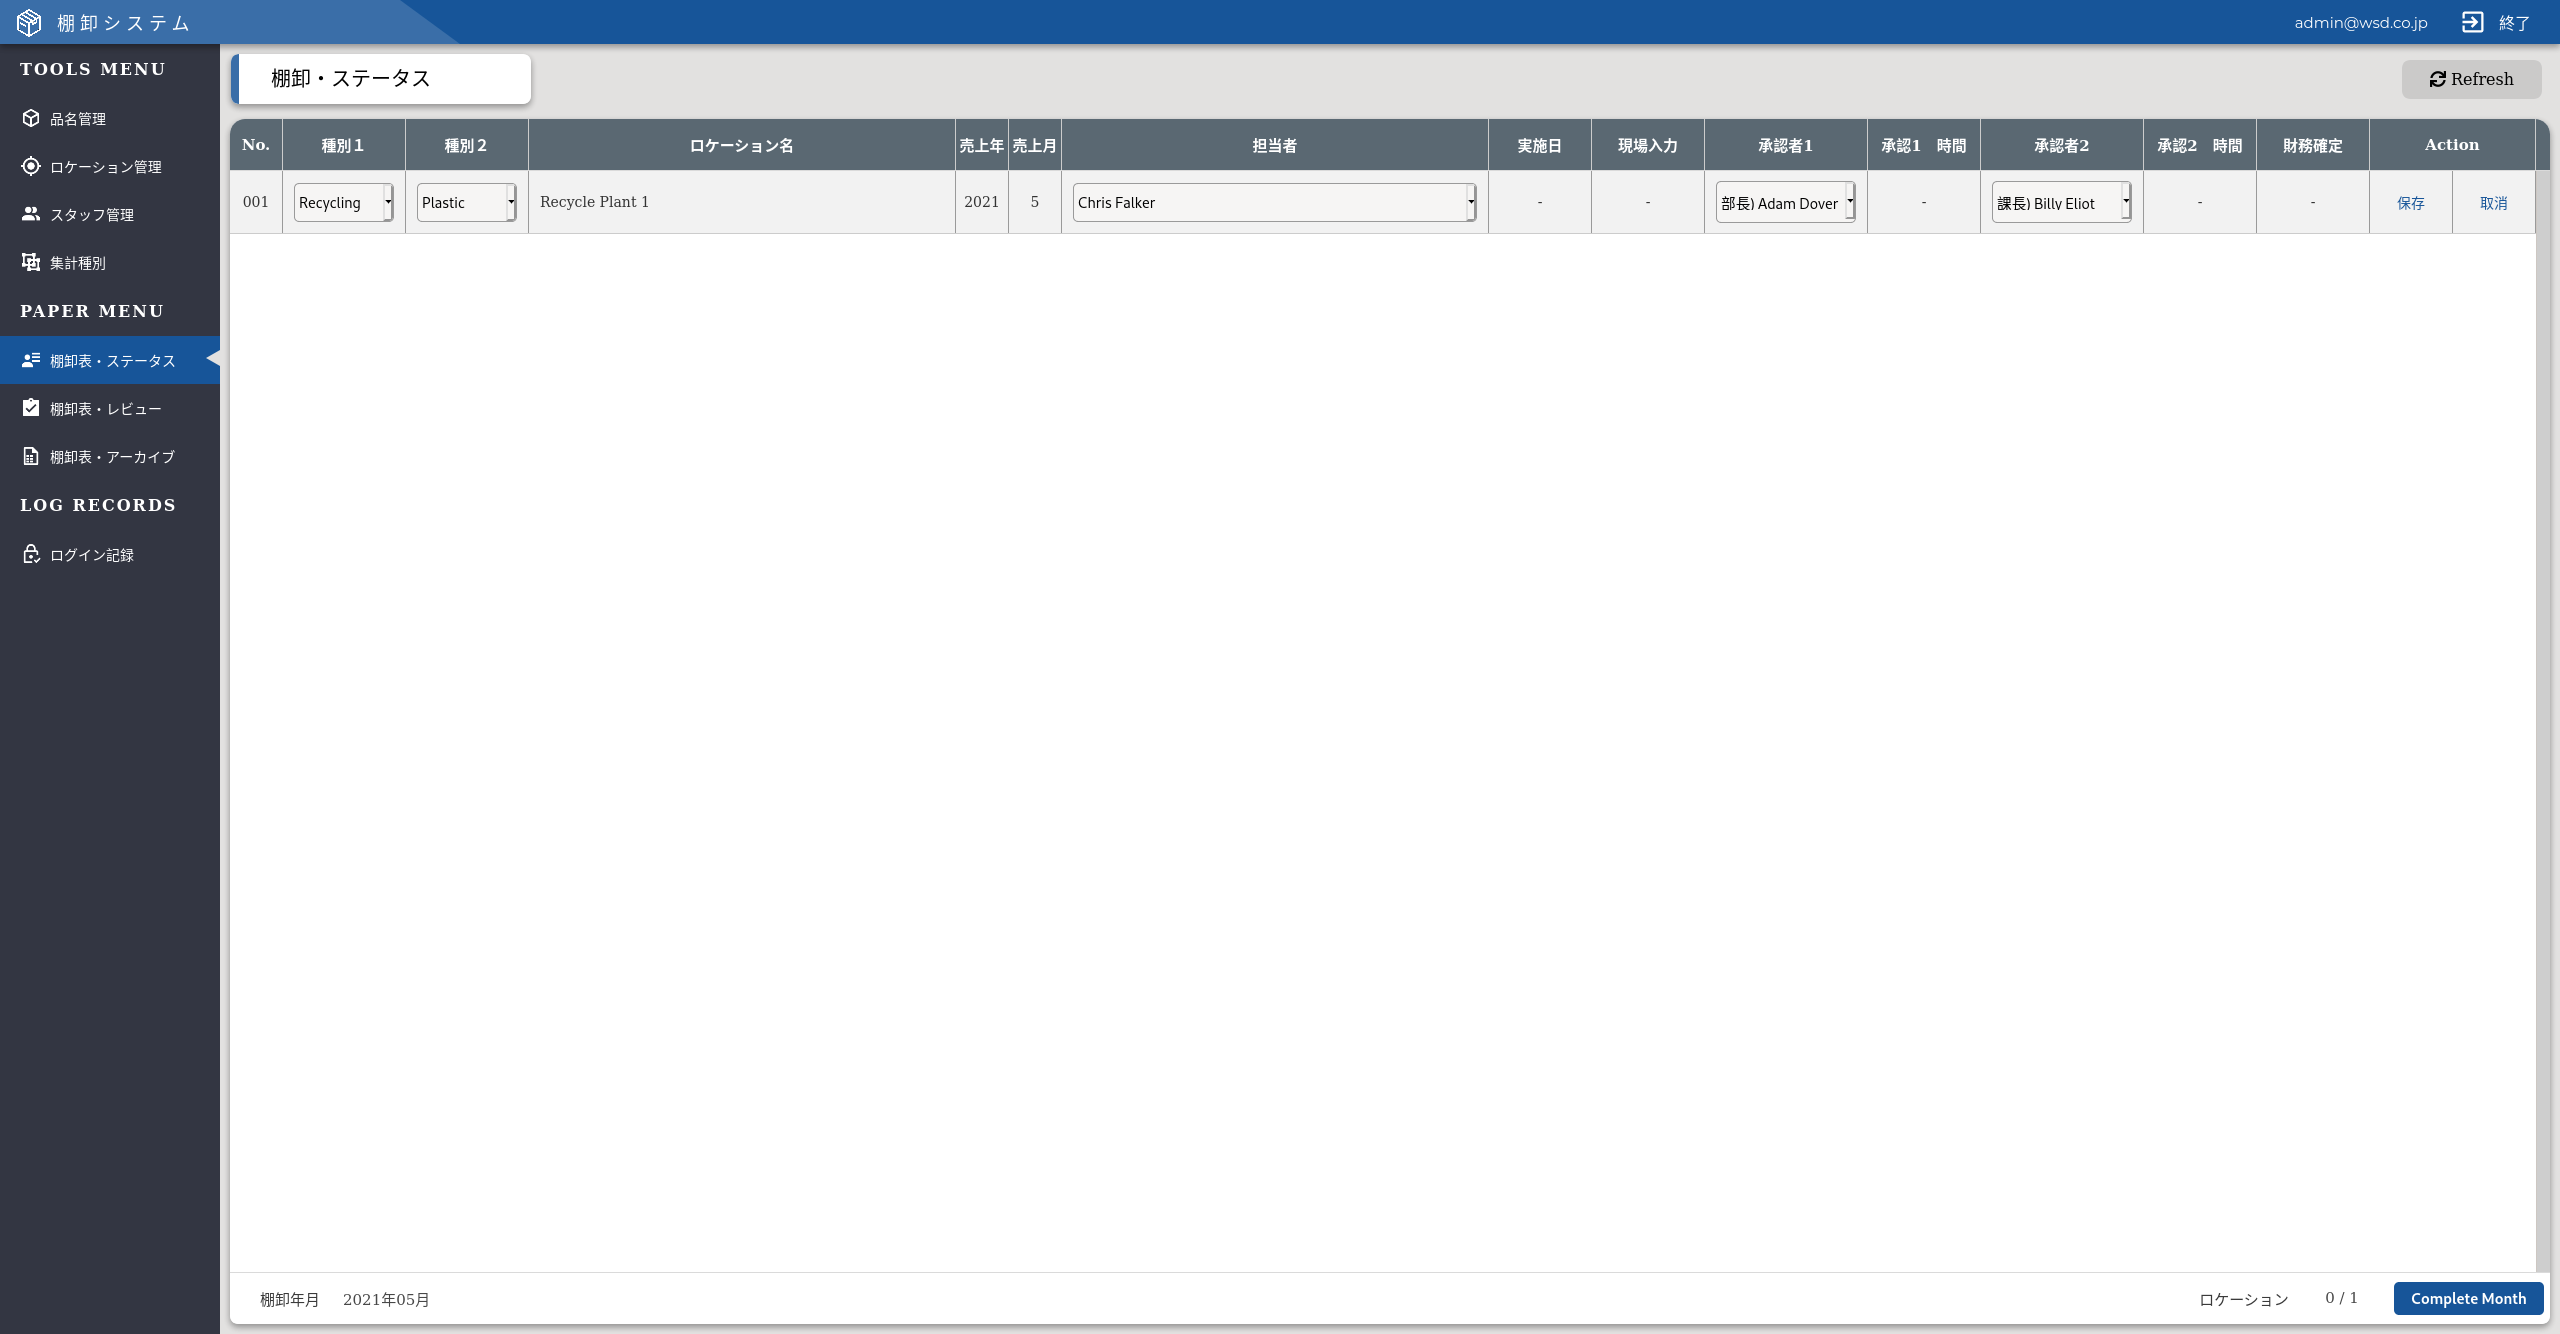 棚卸システム
admin@wsd.co.jp 終了
TOOLS MENU
品名管理
ロケーション管理
スタッフ管理
集計種別
PAPER MENU
棚卸表・ステータス
棚卸表・レビュー
棚卸表・アーカイブ
LOG RECORDS
ログイン記録
棚卸・ステータス
Refresh
No. 種別１ 種別２ ロケーション名 売上年 売上月 担当者 実施日 現場入力 承認者1 承認1　時間 承認者2 承認2　時間 財務確定 Action
001 Recycling Plastic Recycle Plant 1 2021 5 Chris Falker - - 部長) Adam Dover - 課長) Billy Eliot - - 保存 取消
棚卸年月 2021年05月 ロケーション 0 / 1 Complete Month